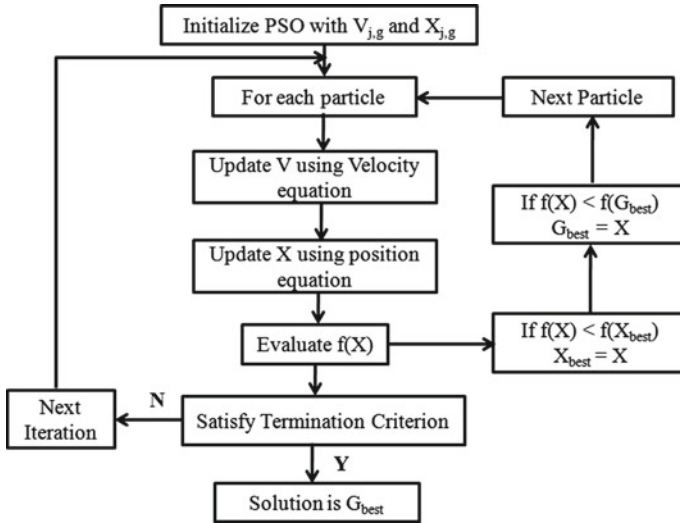 Initialize PSO with V_{j,g} and X_{j,g}
For each particle
Next Particle
Update V using Velocity
equation
If f(X) < f(G_{best})
G_{best} = X
Update X using position
equation
Evaluate f(X)
If f(X) < f(X_{best})
X_{best} = X
Next
Iteration
N
Satisfy Termination Criterion
Y
Solution is G_{best}